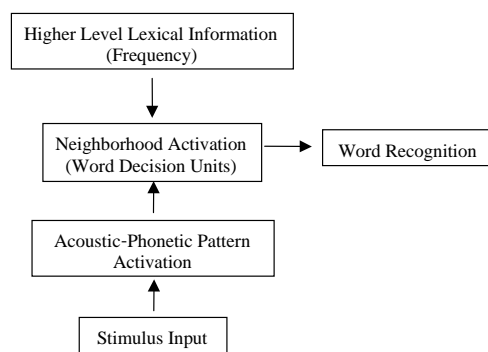 Higher Level Lexical Information
(Frequency)
Neighborhood Activation
(Word Decision Units)
Word Recognition
Acoustic-Phonetic Pattern
Activation
Stimulus Input